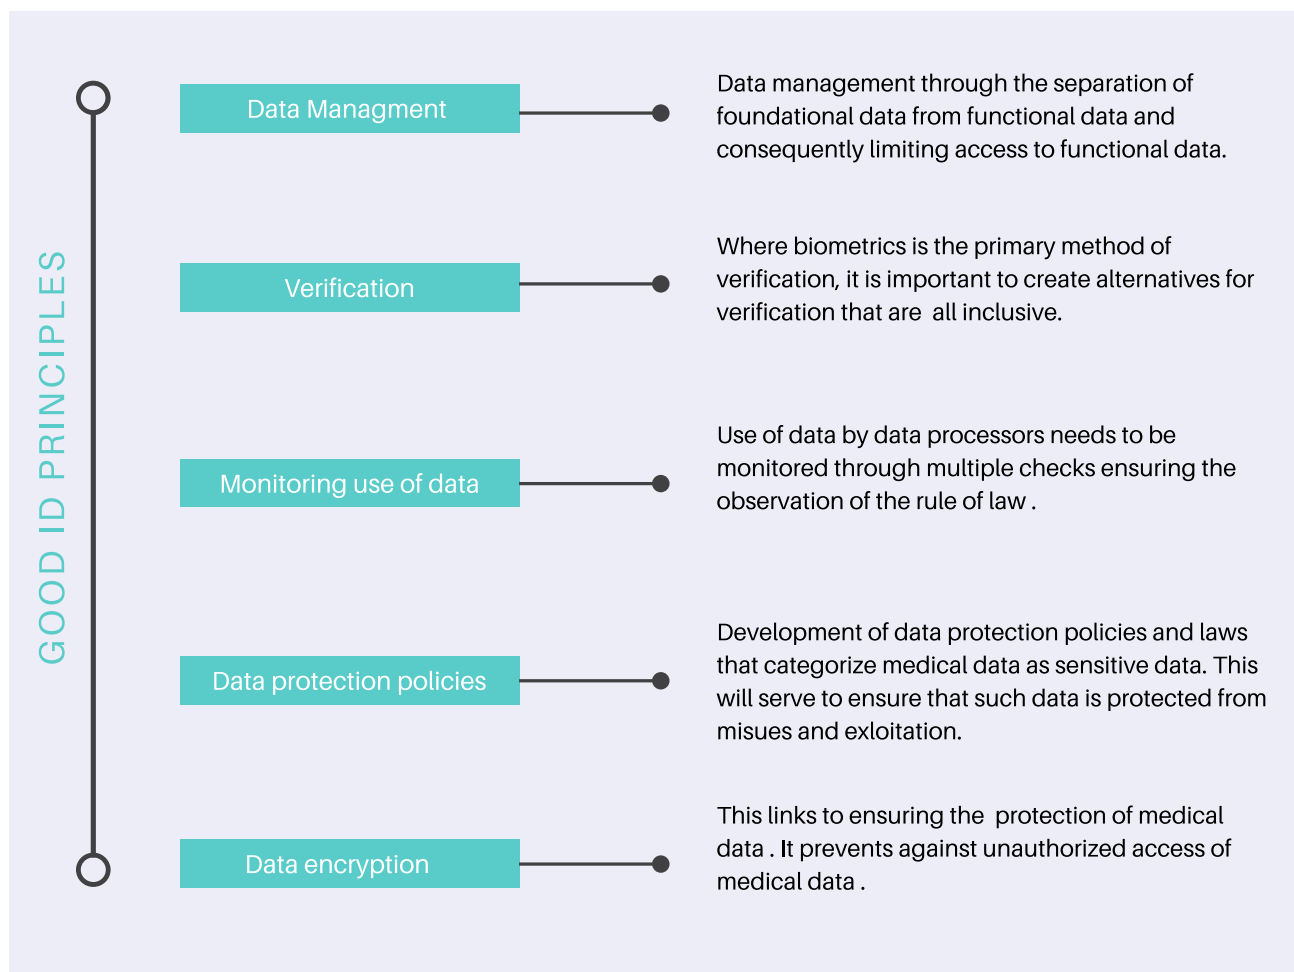 GOOD ID PRINCIPLES
Data Managment
Data management through the separation of
foundational data from functional data and
consequently limiting access to functional data.
Verification
Where biometrics is the primary method of
verification, it is important to create alternatives for
verification that are  all inclusive.
Monitoring use of data
Use of data by data processors needs to be
monitored through multiple checks ensuring the
observation of the rule of law .
Data protection policies
Development of data protection policies and laws
that categorize medical data as sensitive data. This
will serve to ensure that such data is protected from
misues and exloitation.
Data encryption
This links to ensuring the  protection of medical
data . It prevents against unauthorized access of
medical data .